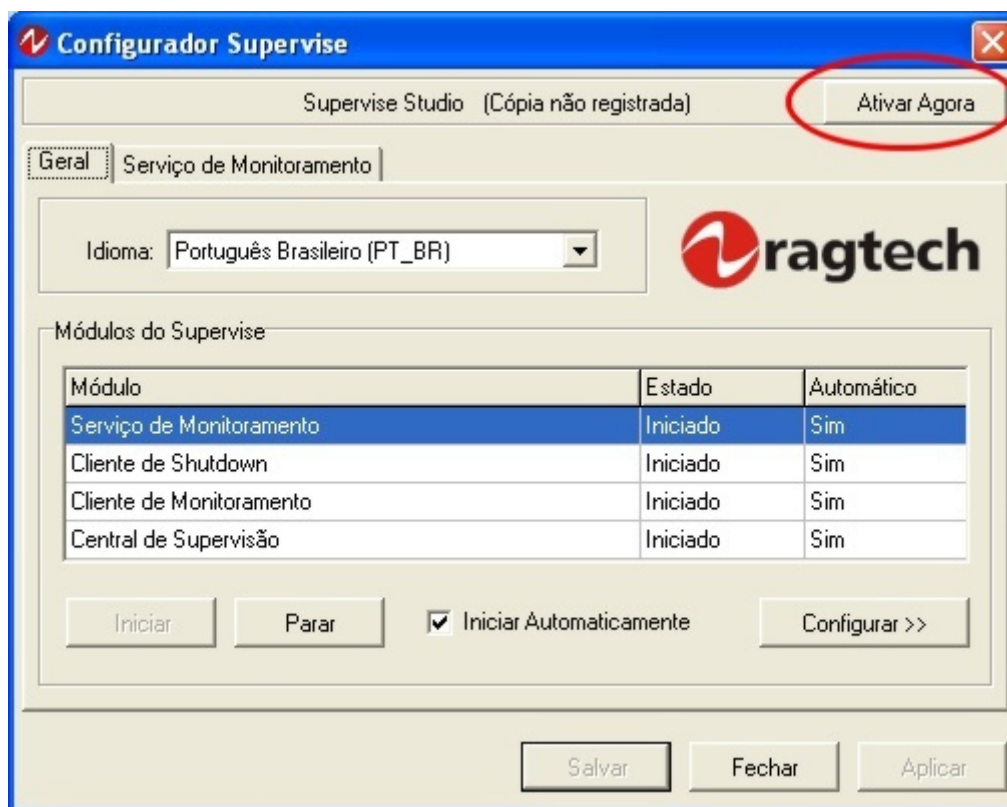 Configurador Supervise
Supervise Studio (Cópia não registrada) Ativar Agora
Geral Serviço de Monitoramento
Idioma: Português Brasileiro (PT_BR)
ragtech
Módulos do Supervise
Módulo Estado Automático
Serviço de Monitoramento Iniciado Sim
Cliente de Shutdown Iniciado Sim
Cliente de Monitoramento Iniciado Sim
Central de Supervisão Iniciado Sim
Iniciar Parar Iniciar Automaticamente Configurar >>
Salvar Fechar Aplicar